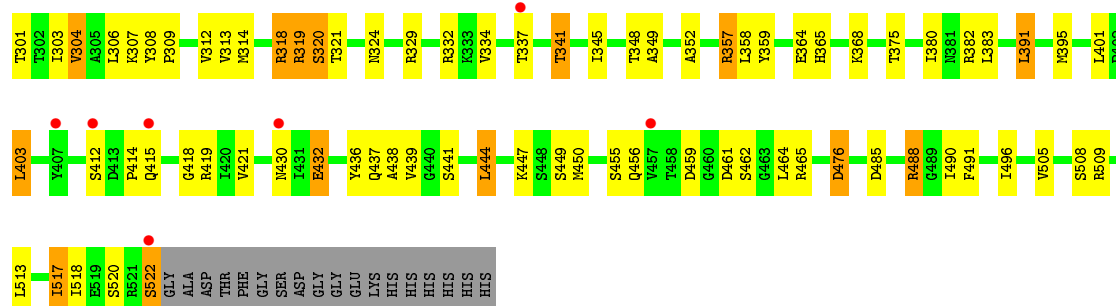 T301 T302 I303 V304 A305 L306 K307 Y308 P309 V312 V313 M314 R318 R319 S320 T321 N324 R329 R332 K333 V334 T337 T341 I345 T348 A349 A352 R357 L358 Y359 E364 H365 K368 T375 I380 N381 R382 L383 L391 M395 L401
L403 Y407 S412 D413 P414 Q415 G418 R419 I420 V421 N430 I431 E432 Y436 Q437 A438 V439 G440 S441 L444 K447 S448 S449 M450 S455 Q456 V457 T458 D459 G460 D461 S462 G463 L464 R465 D476 D485 R488 G489 I490 F491 I496 V505 S508 R509
L513 I517 I518 E519 S520 R521 S522 GLY ALA ASP THR PHE GLY SER ASP GLY GLY GLU LYS HIS HIS HIS HIS HIS HIS